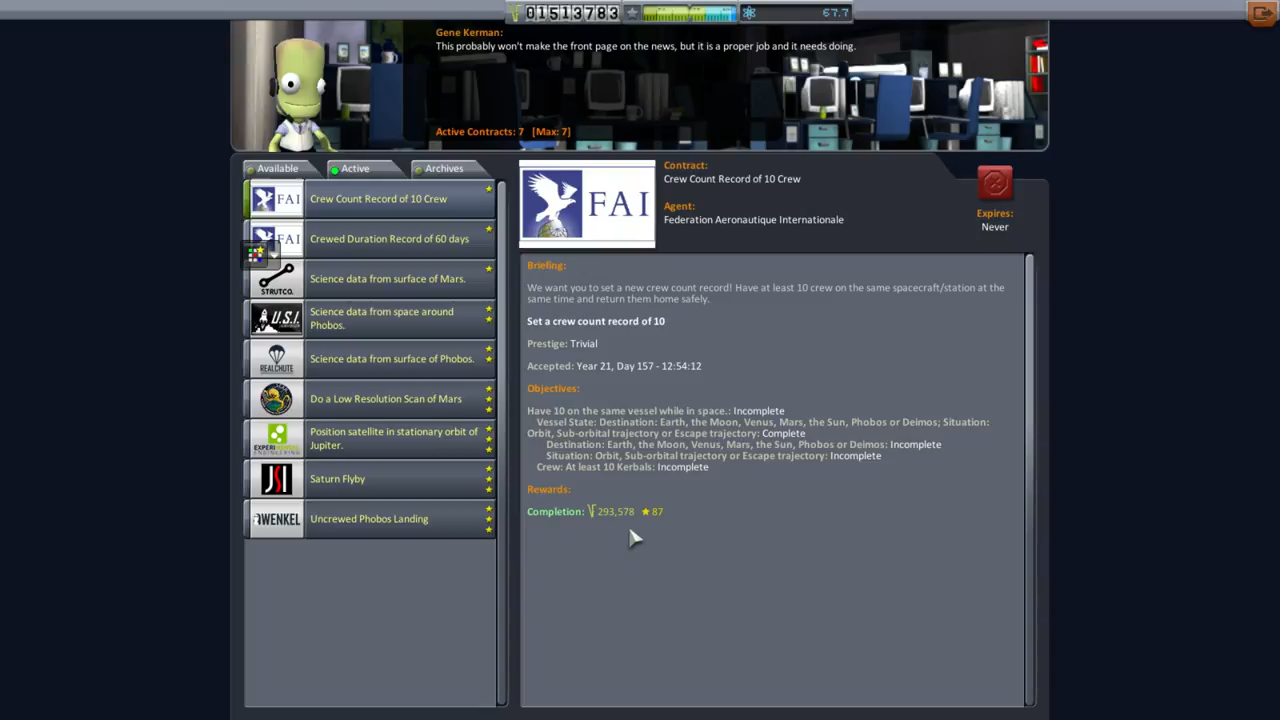 01513783
67.7
Gene Kerman:
This probably won't make the front page on the news, but it is a proper job and it needs doing.
Active Contracts: 7 [Max: 7]
Available
Active
Archives
FAI
Crew Count Record of 10 Crew
FAI
Crewed Duration Record of 60 days
STRUTCO.
Science data from surface of Mars.
U.S.I.
Science data from space around
Phobos.
REALCHUTE
Science data from surface of Phobos.
Do a Low Resolution Scan of Mars
EXPERIMENTAL
ENGINEERING
Position satellite in stationary orbit of
Jupiter.
JSI
Saturn Flyby
WENKEL
Uncrewed Phobos Landing
FAI
Contract:
Crew Count Record of 10 Crew
Agent:
Federation Aeronautique Internationale
Expires:
Never
Briefing:
We want you to set a new crew count record! Have at least 10 crew on the same spacecraft/station at the
same time and return them home safely.
Set a crew count record of 10
Prestige: Trivial
Accepted: Year 21, Day 157 - 12:54:12
Objectives:
Have 10 on the same vessel while in space.: Incomplete
Vessel State: Destination: Earth, the Moon, Venus, Mars, the Sun, Phobos or Deimos; Situation:
Orbit, Sub-orbital trajectory or Escape trajectory: Complete
Destination: Earth, the Moon, Venus, Mars, the Sun, Phobos or Deimos: Incomplete
Situation: Orbit, Sub-orbital trajectory or Escape trajectory: Incomplete
Crew: At least 10 Kerbals: Incomplete
Rewards:
Completion: 293,578 87